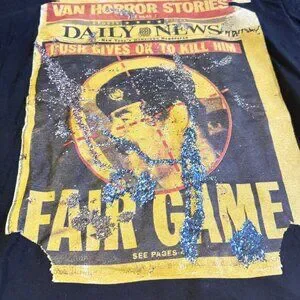 VAN HORROR STORIES
DAILY NEWS
BUSH GIVES OK TO KILL HIM
FAIR GAME
SEE PAGES